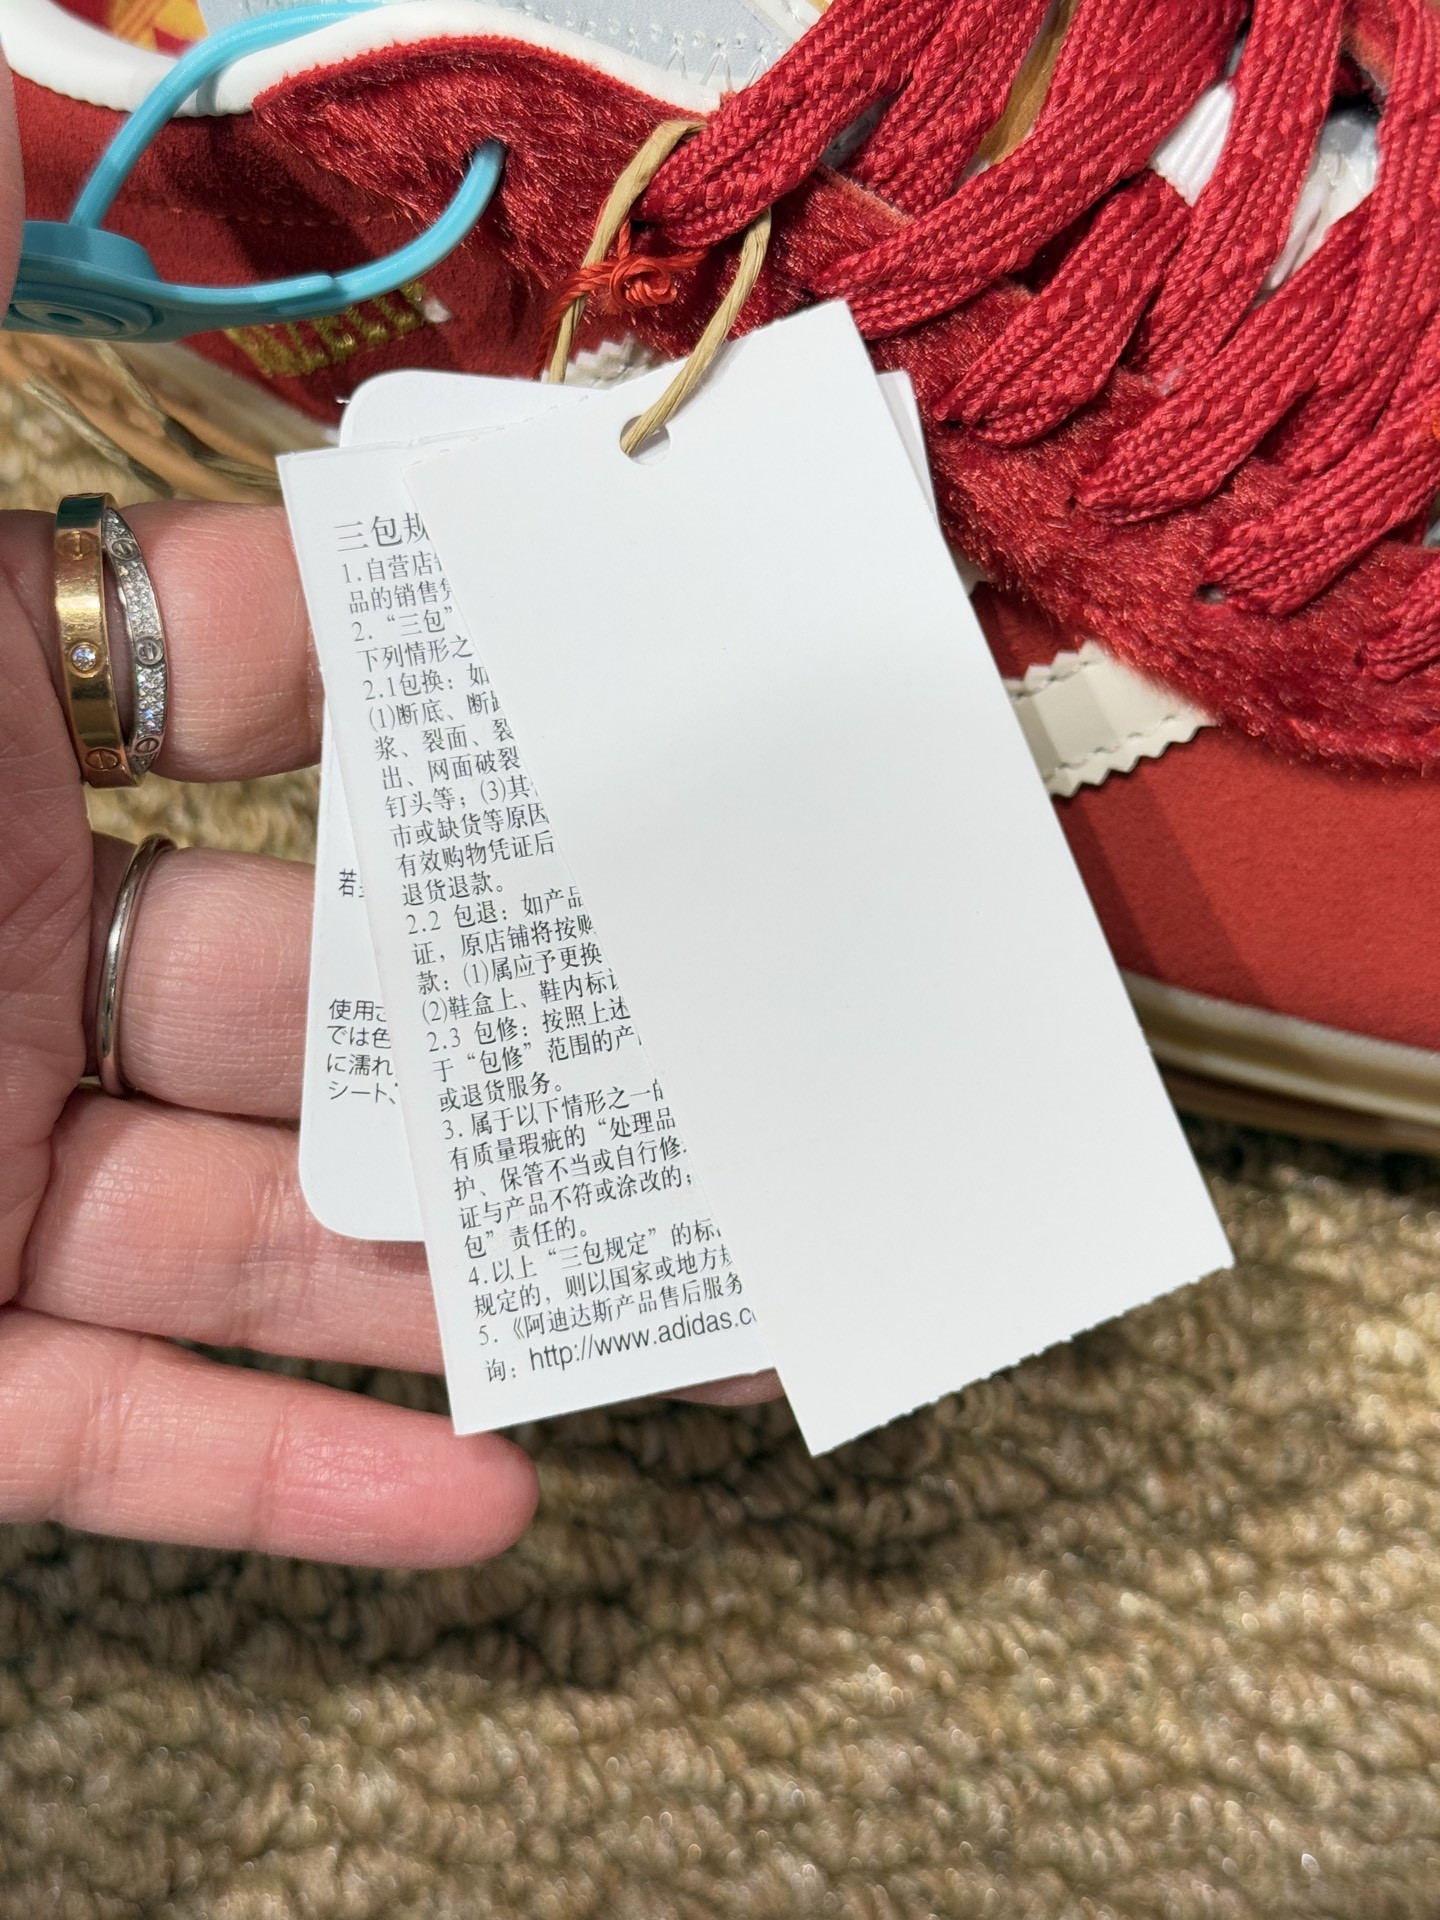 三包规
1.自营店
品的销售凭
2.“三包”
下列情形之
2.1包换：如
(1)断底、断
浆、裂面、裂
出、网面破裂
钉头等；(3)其
市或缺货等原因
有效购物凭证后
退货退款。
2.2 包退：如产品
证，原店铺将按购
款：(1)属应予更换
(2)鞋盒上、鞋内标
2.3 包修：按照上述
于“包修”范围的产
或退货服务。
3.属于以下情形之一的
有质量瑕疵的“处理品
护、保管不当或自行修
证与产品不符或涂改的；
包”责任的。
4.以上“三包规定”的标
规定的，则以国家或地方规
5.《阿迪达斯产品售后服务
询：http://www.adidas.c
若
使用さ
では色
に濡れ
シート、